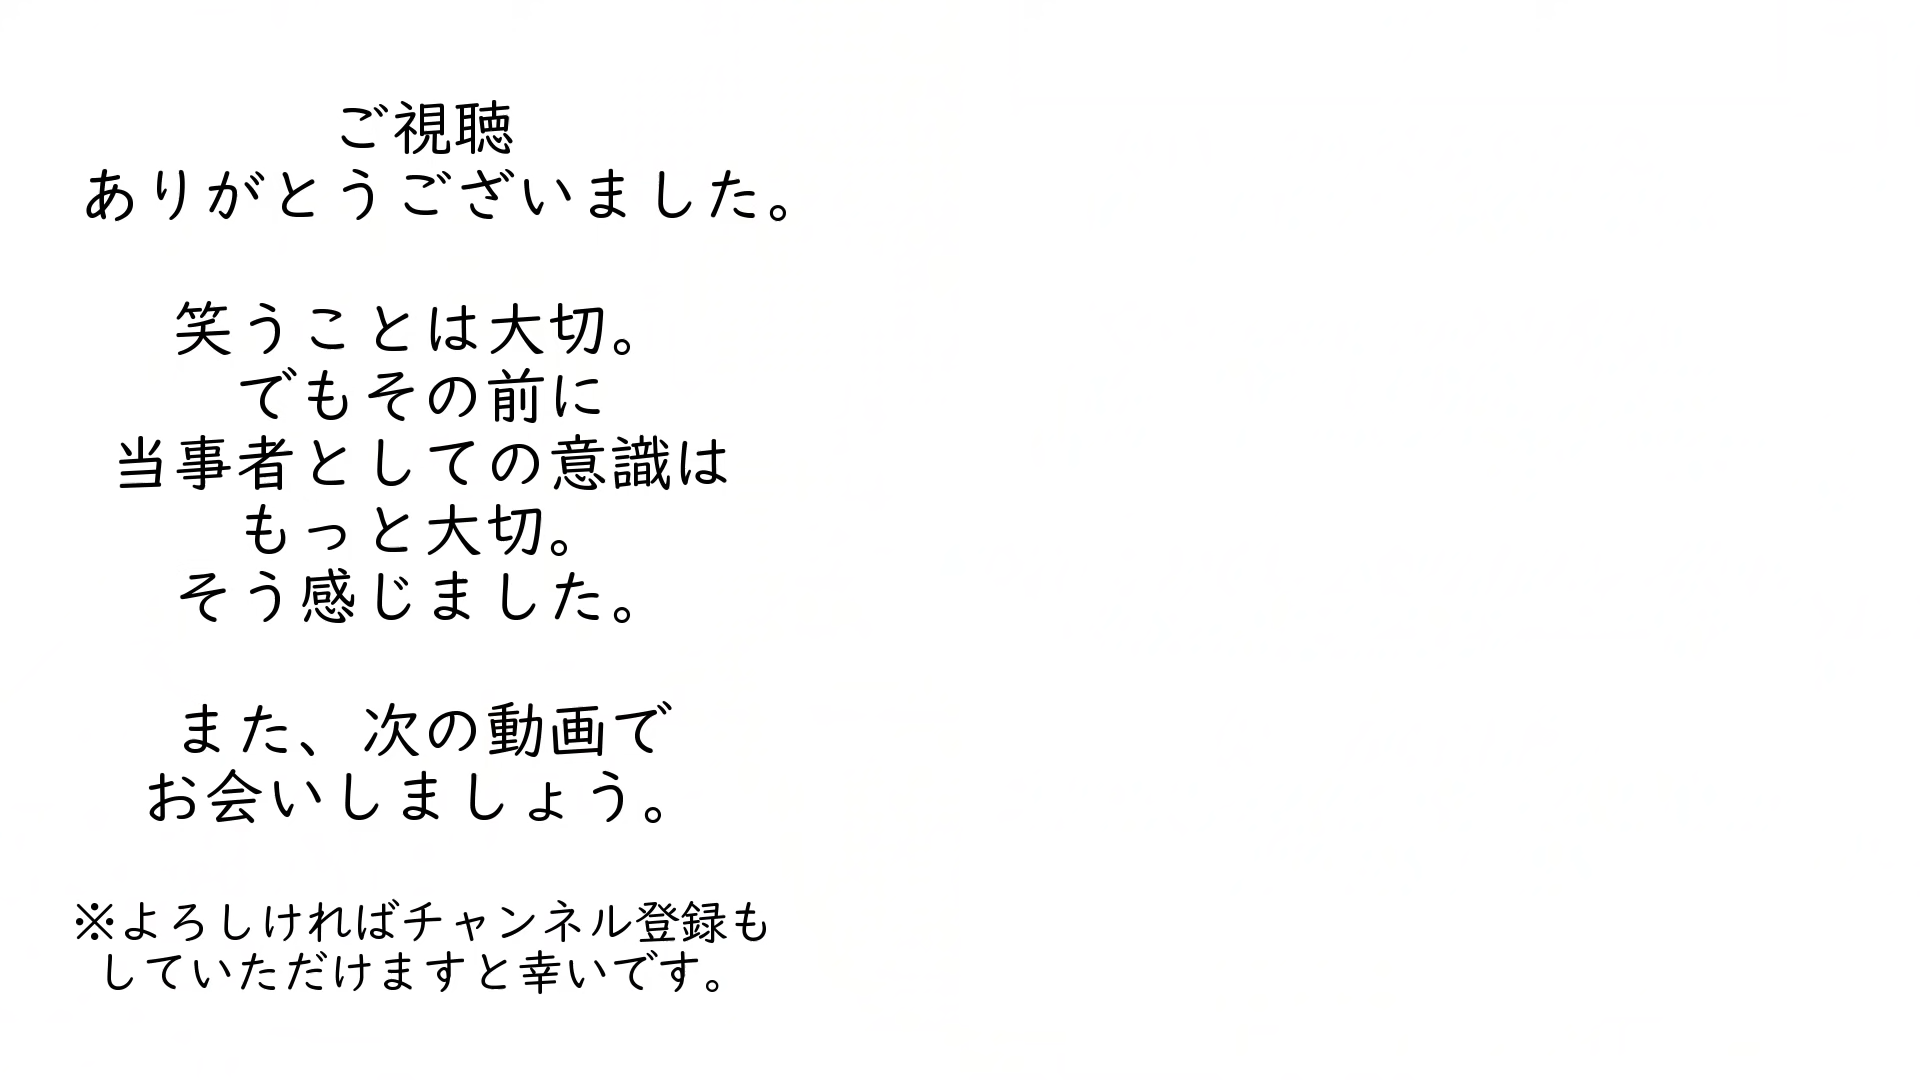 ご視聴
ありがとうございました。
笑うことは大切。
でもその前に
当事者としての意識は
もっと大切。
そう感じました。
また、次の動画で
お会いしましょう。
※よろしければチャンネル登録も
していただけますと幸いです。